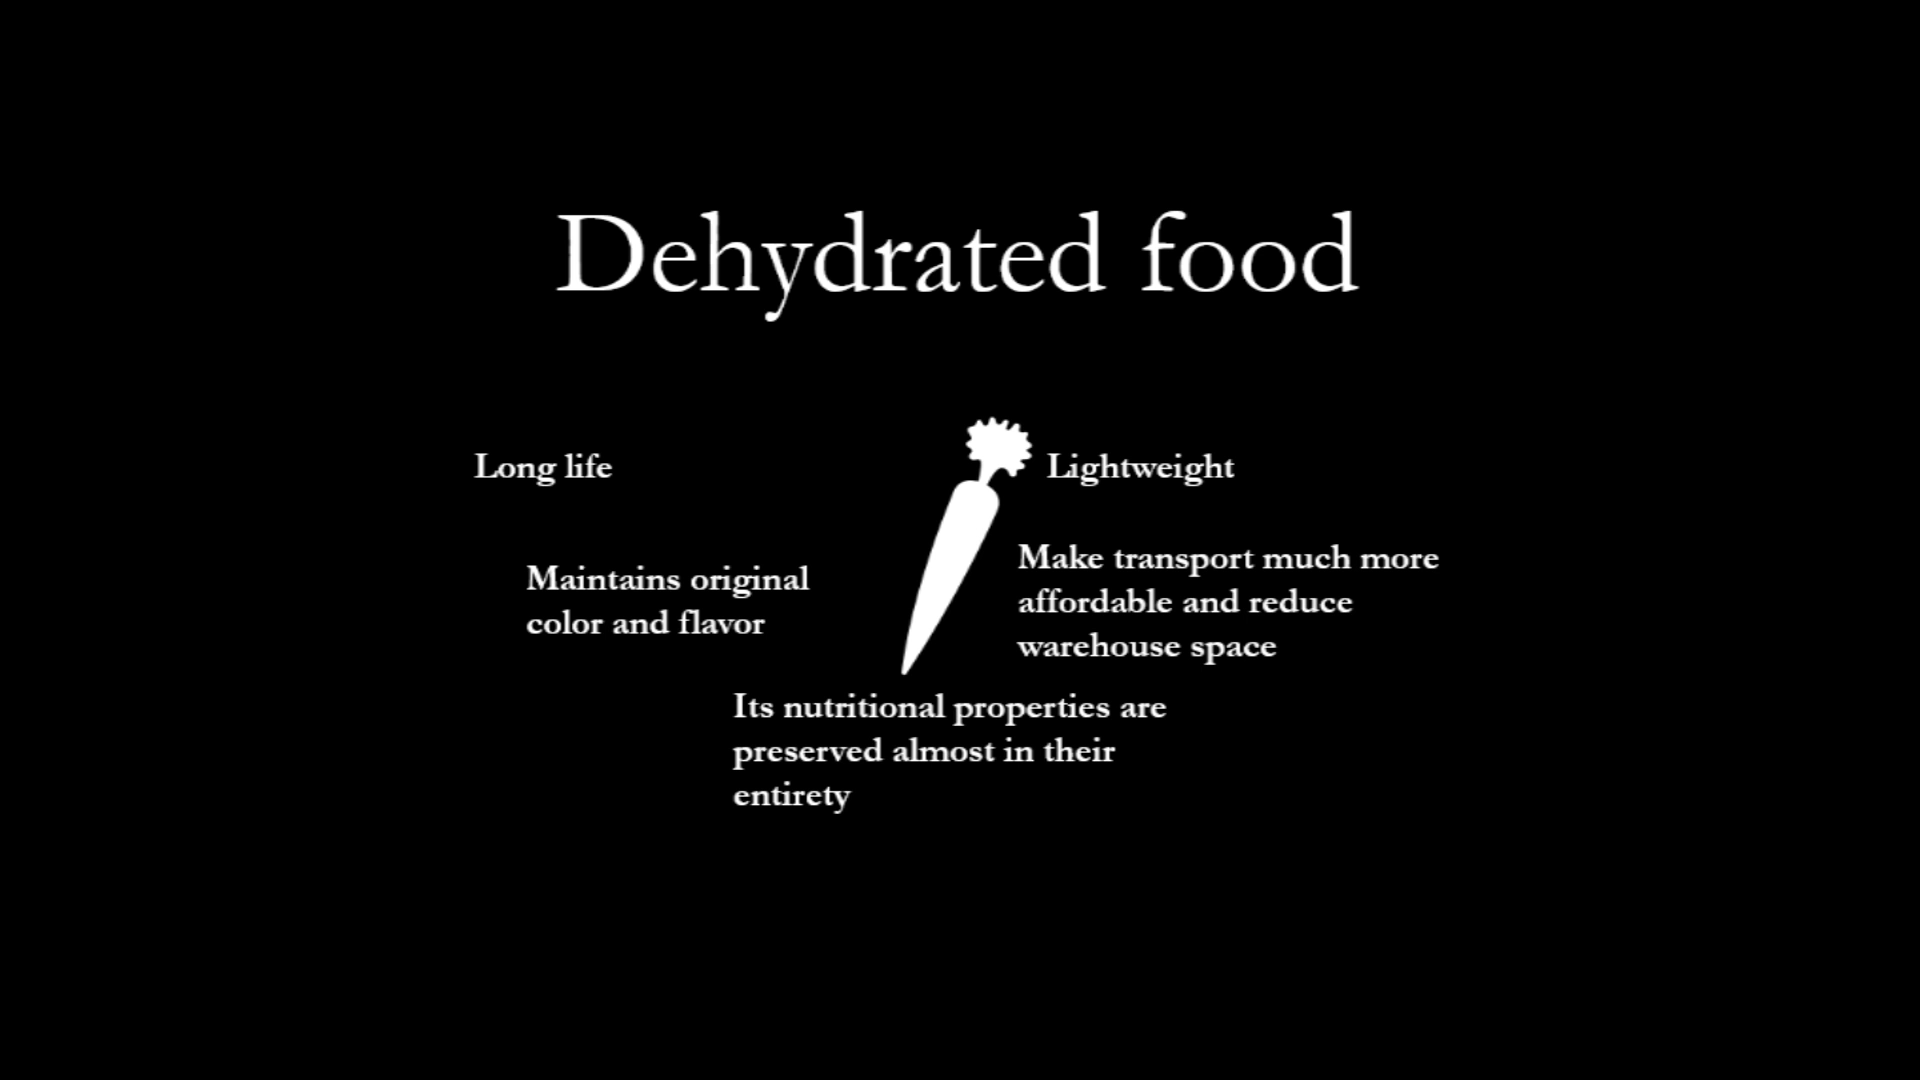 Dehydrated food
Long life
Lightweight
Maintains original
color and flavor
Make transport much more
affordable and reduce
warehouse space
Its nutritional properties are
preserved almost in their
entirety